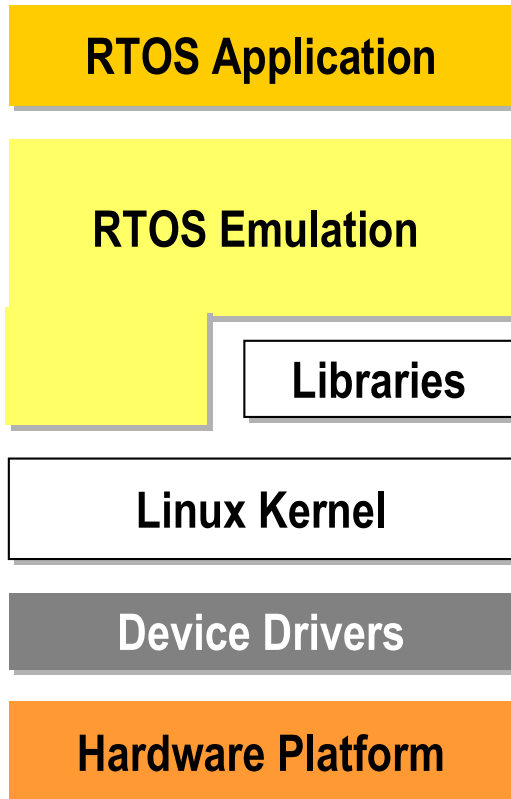 RTOS Application
RTOS Emulation
Libraries
Linux Kernel
Device Drivers
Hardware Platform